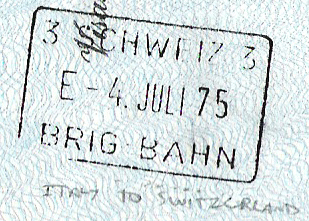 3 SCHWEIZ 3
E - 4. JULI 75
BRIG BAHN
ITALY TO SWITZERLAND